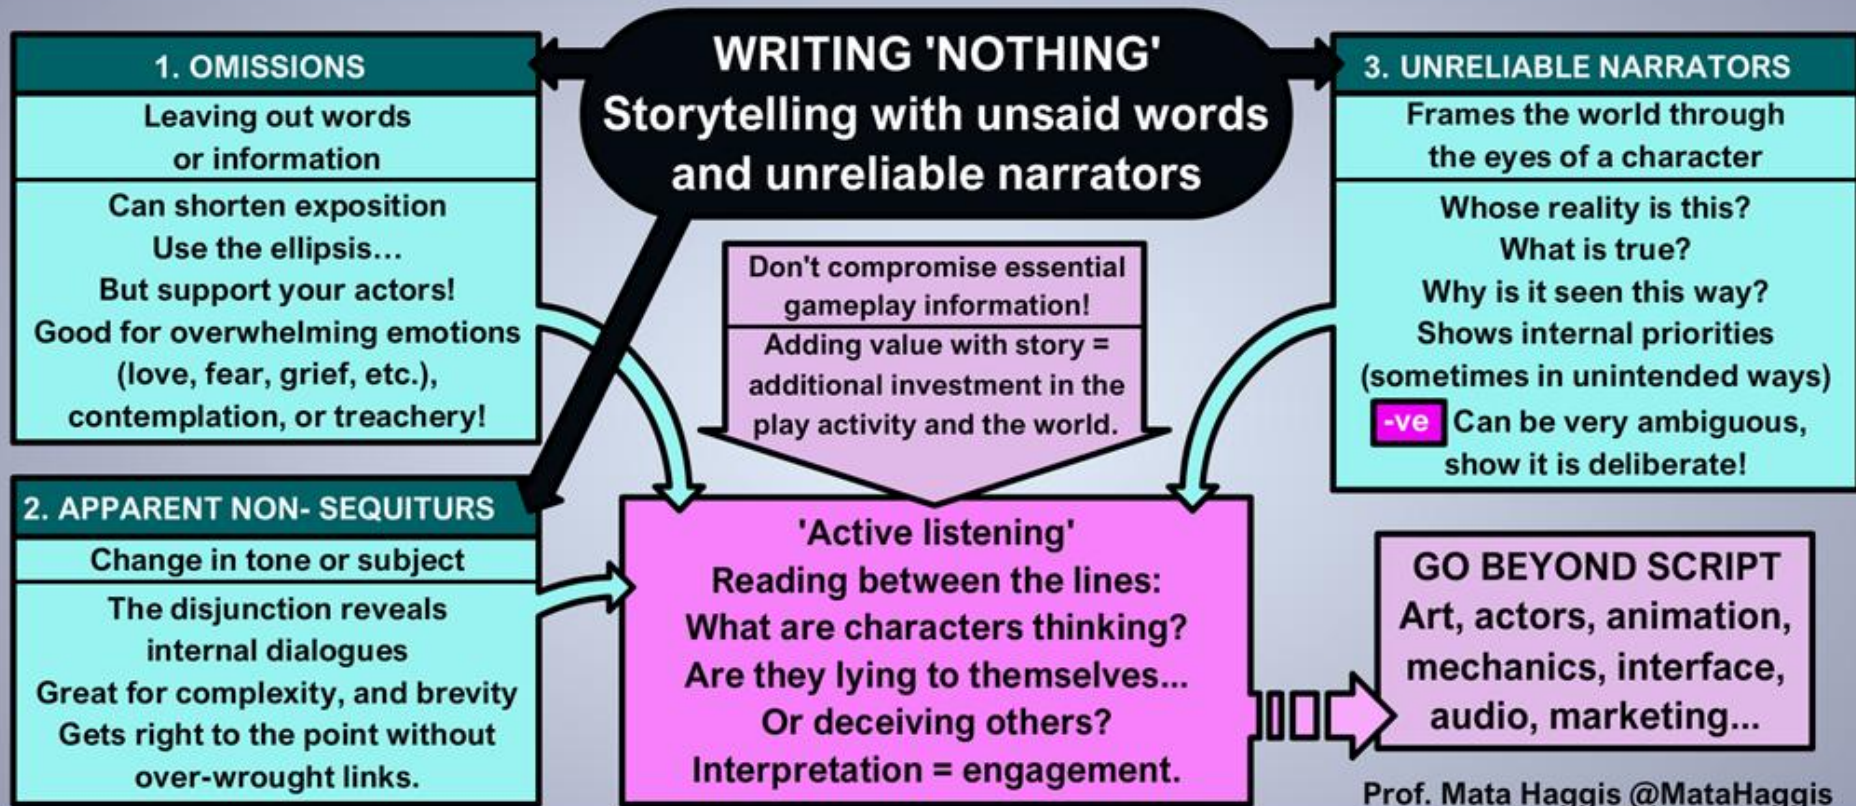 WRITING 'NOTHING'
Storytelling with unsaid words
and unreliable narrators
1. OMISSIONS
Leaving out words
or information
Can shorten exposition
Use the ellipsis...
But support your actors!
Good for overwhelming emotions
(love, fear, grief, etc.),
contemplation, or treachery!
2. APPARENT NON- SEQUITURS
Change in tone or subject
The disjunction reveals
internal dialogues
Great for complexity, and brevity
Gets right to the point without
over-wrought links.
3. UNRELIABLE NARRATORS
Frames the world through
the eyes of a character
Whose reality is this?
What is true?
Why is it seen this way?
Shows internal priorities
(sometimes in unintended ways)
-ve Can be very ambiguous,
show it is deliberate!
Don't compromise essential
gameplay information!
Adding value with story =
additional investment in the
play activity and the world.
'Active listening'
Reading between the lines:
What are characters thinking?
Are they lying to themselves...
Or deceiving others?
Interpretation = engagement.
GO BEYOND SCRIPT
Art, actors, animation,
mechanics, interface,
audio, marketing...
Prof. Mata Haggis @MataHaggis